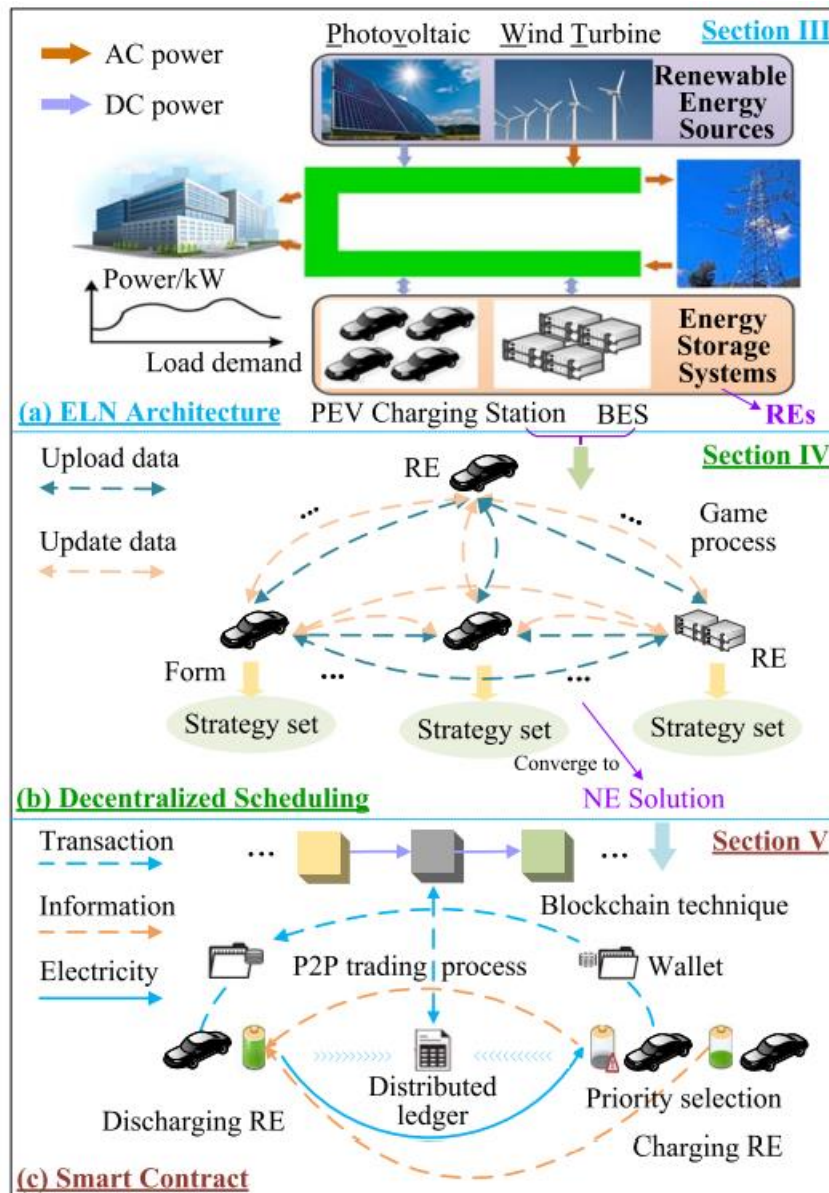 Photovoltaic Wind Turbine Section III
AC power
DC power
Renewable
Energy
Sources
Power/kW
Load demand
Energy
Storage
Systems
(a) ELN Architecture PEV Charging Station BES REs
Upload data
RE
Section IV
...
...
Game
process
Update data
Form
RE
...
...
Strategy set
Strategy set
Strategy set
Converge to
(b) Decentralized Scheduling
NE Solution
Transaction
...
...
Section V
Information
Blockchain technique
Electricity
P2P trading process
Wallet
Distributed
ledger
Discharging RE
Priority selection
Charging RE
(c) Smart Contract